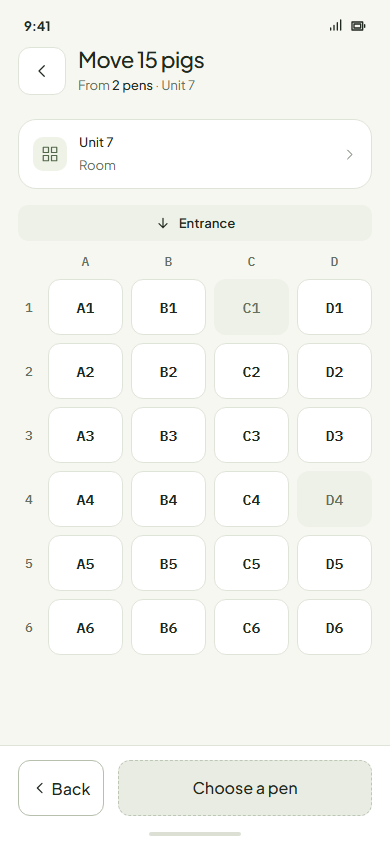 9:41
Move 15 pigs
From 2 pens · Unit 7
Unit 7
Room
Entrance
A B C D
1 A1 B1 C1 D1
2 A2 B2 C2 D2
3 A3 B3 C3 D3
4 A4 B4 C4 D4
5 A5 B5 C5 D5
6 A6 B6 C6 D6
Back Choose a pen